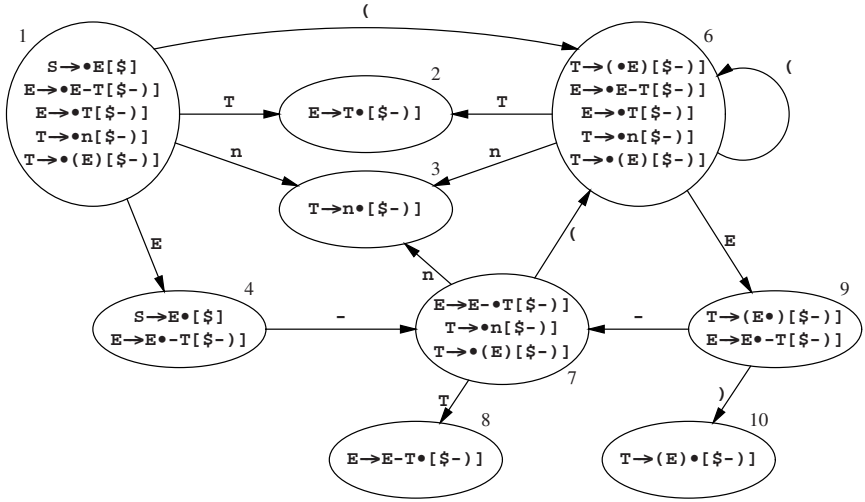 (
1
S→•E[$]
E→•E-T[$-)]
E→•T[$-)]
T→•n[$-)]
T→•(E)[$-)]
T
2
E→T•[$-)]
T
6
T→(•E)[$-)]
E→•E-T[$-)]
E→•T[$-)]
T→•n[$-)]
T→•(E)[$-)]
(
n
3
T→n•[$-)]
n
E
(
E
n
4
S→E•[$]
E→E•-T[$-)]
-
E→E-•T[$-)]
T→•n[$-)]
T→•(E)[$-)]
7
-
9
T→(E•)[$-)]
E→E•-T[$-)]
T
8
E→E-T•[$-)]
)
10
T→(E)•[$-)]